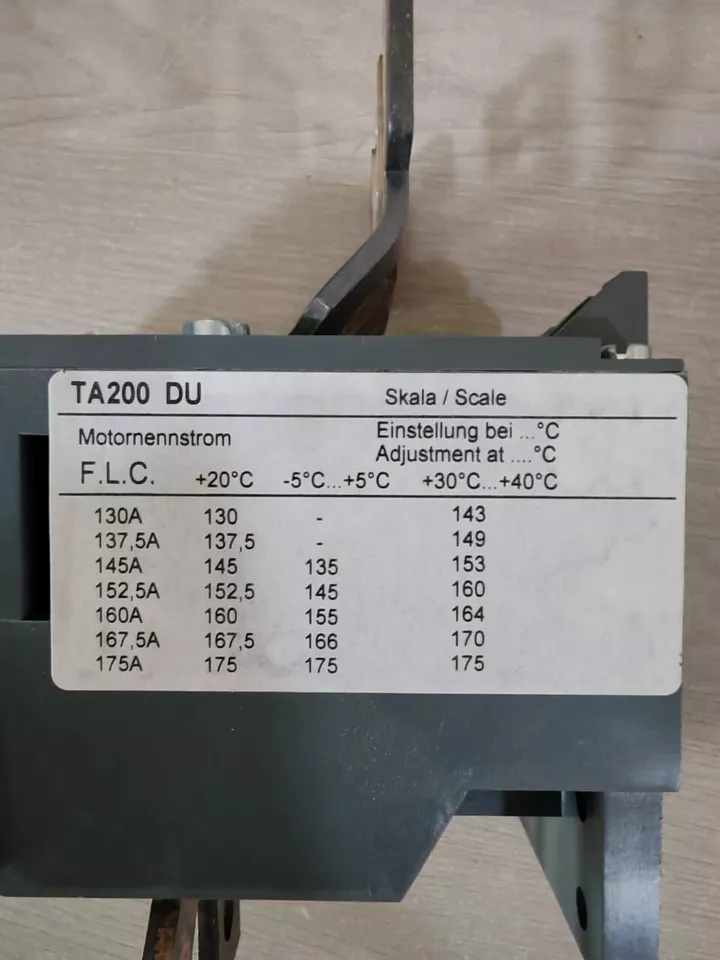 TA200 DU Skala / Scale
Motornennstrom Einstellung bei ...°C
Adjustment at ....°C
F.L.C. +20°C -5°C...+5°C +30°C...+40°C
130A 130 - 143
137,5A 137,5 - 149
145A 145 135 153
152,5A 152,5 145 160
160A 160 155 164
167,5A 167,5 166 170
175A 175 175 175